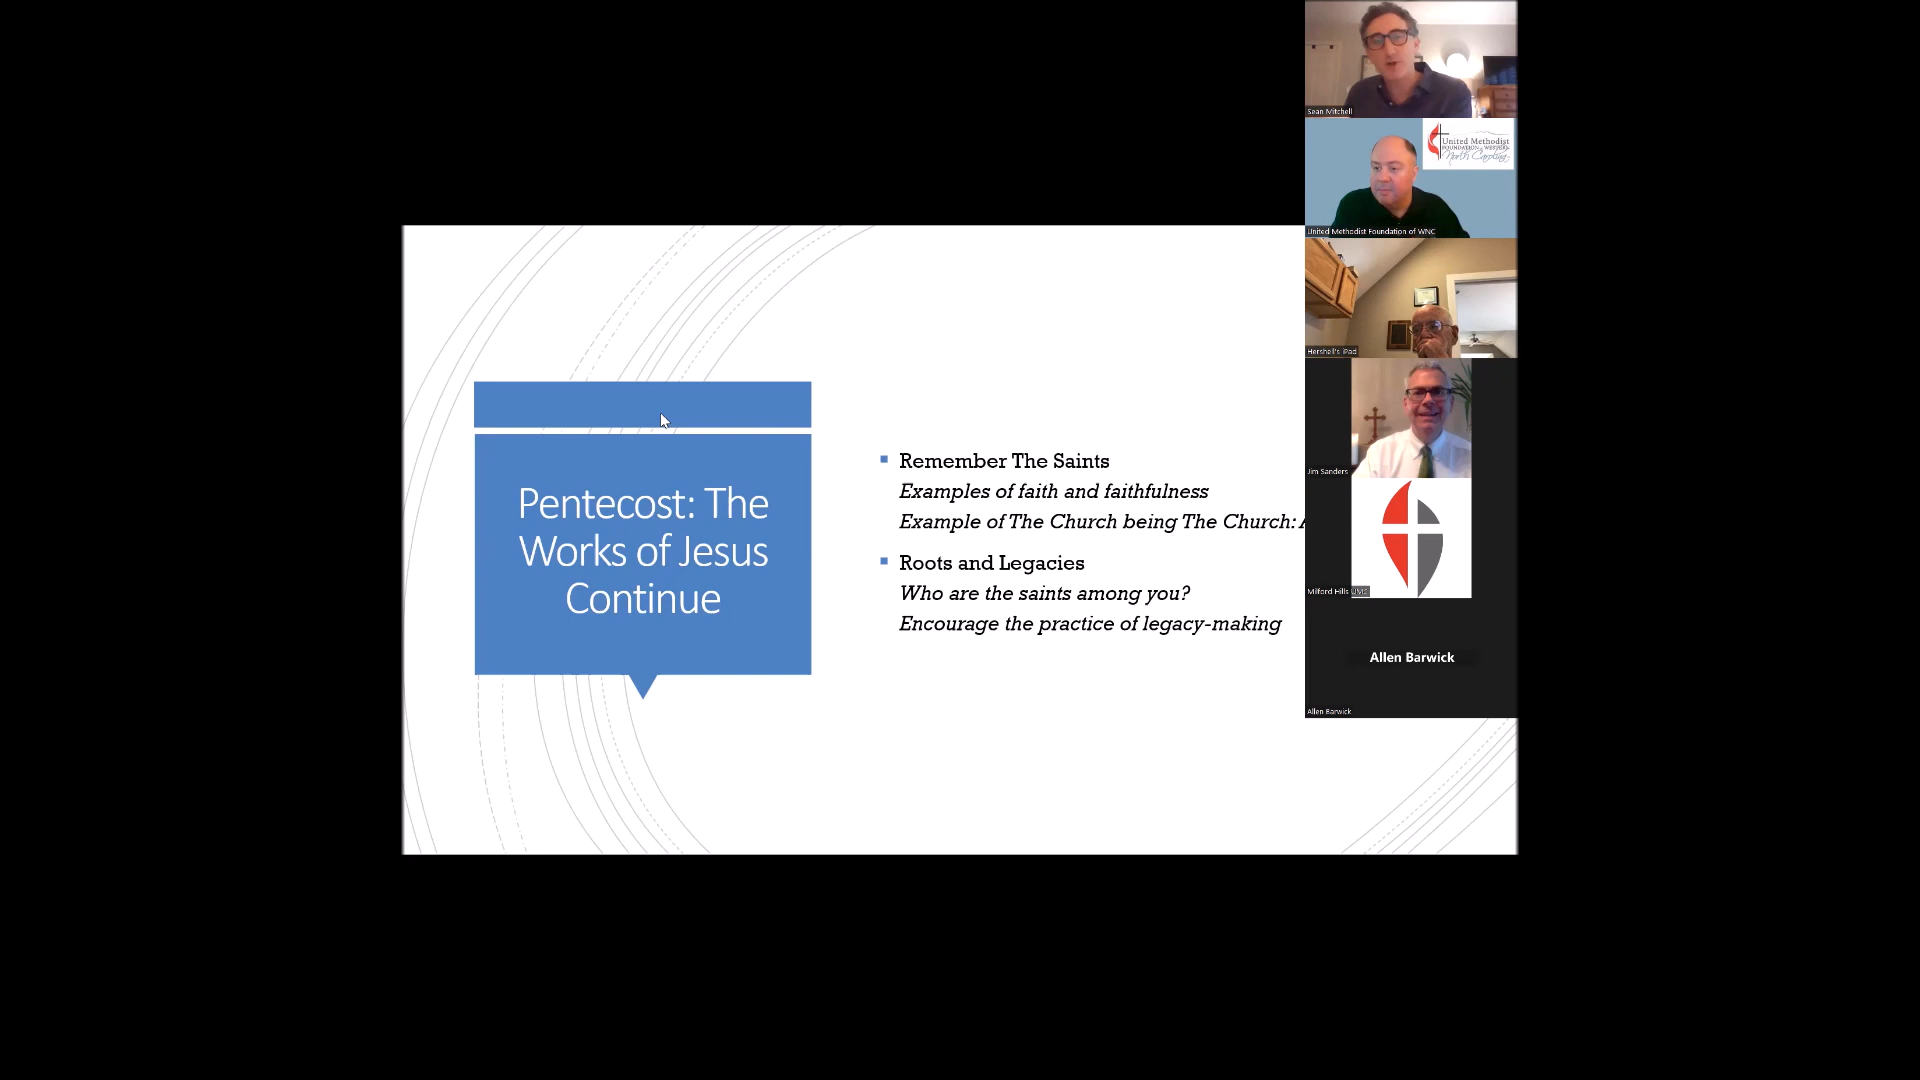 Pentecost: The
Works of Jesus
Continue
Remember The Saints
Examples of faith and faithfulness
Example of The Church being The Church:
Roots and Legacies
Who are the saints among you?
Encourage the practice of legacy-making
Sean Mitchell
United Methodist
FOUNDATION of WESTERN
North Carolina
United Methodist Foundation of WNC
Hershell's iPad
Jim Sanders
Milford Hills UMC
Allen Barwick
Allen Barwick